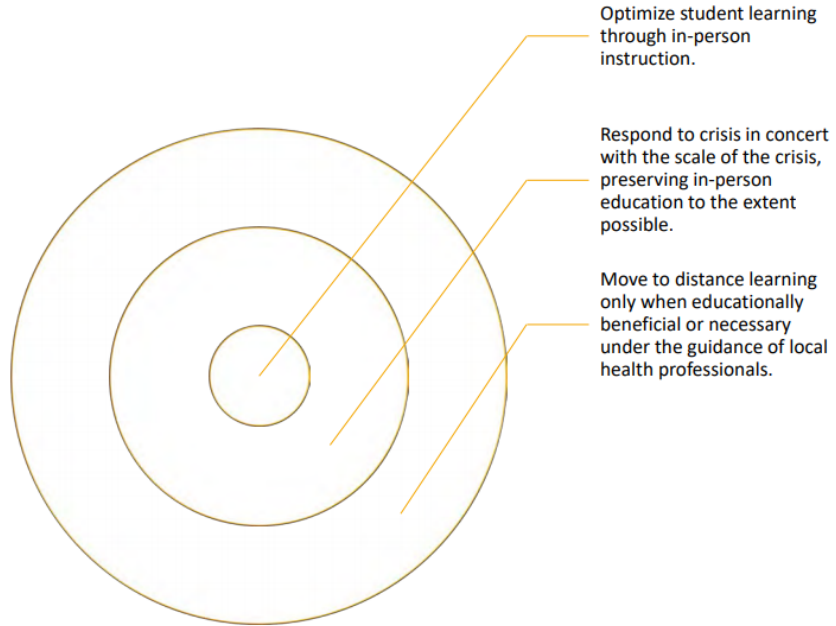 Optimize student learning
through in-person
instruction.
Respond to crisis in concert
with the scale of the crisis,
preserving in-person
education to the extent
possible.
Move to distance learning
only when educationally
beneficial or necessary
under the guidance of local
health professionals.